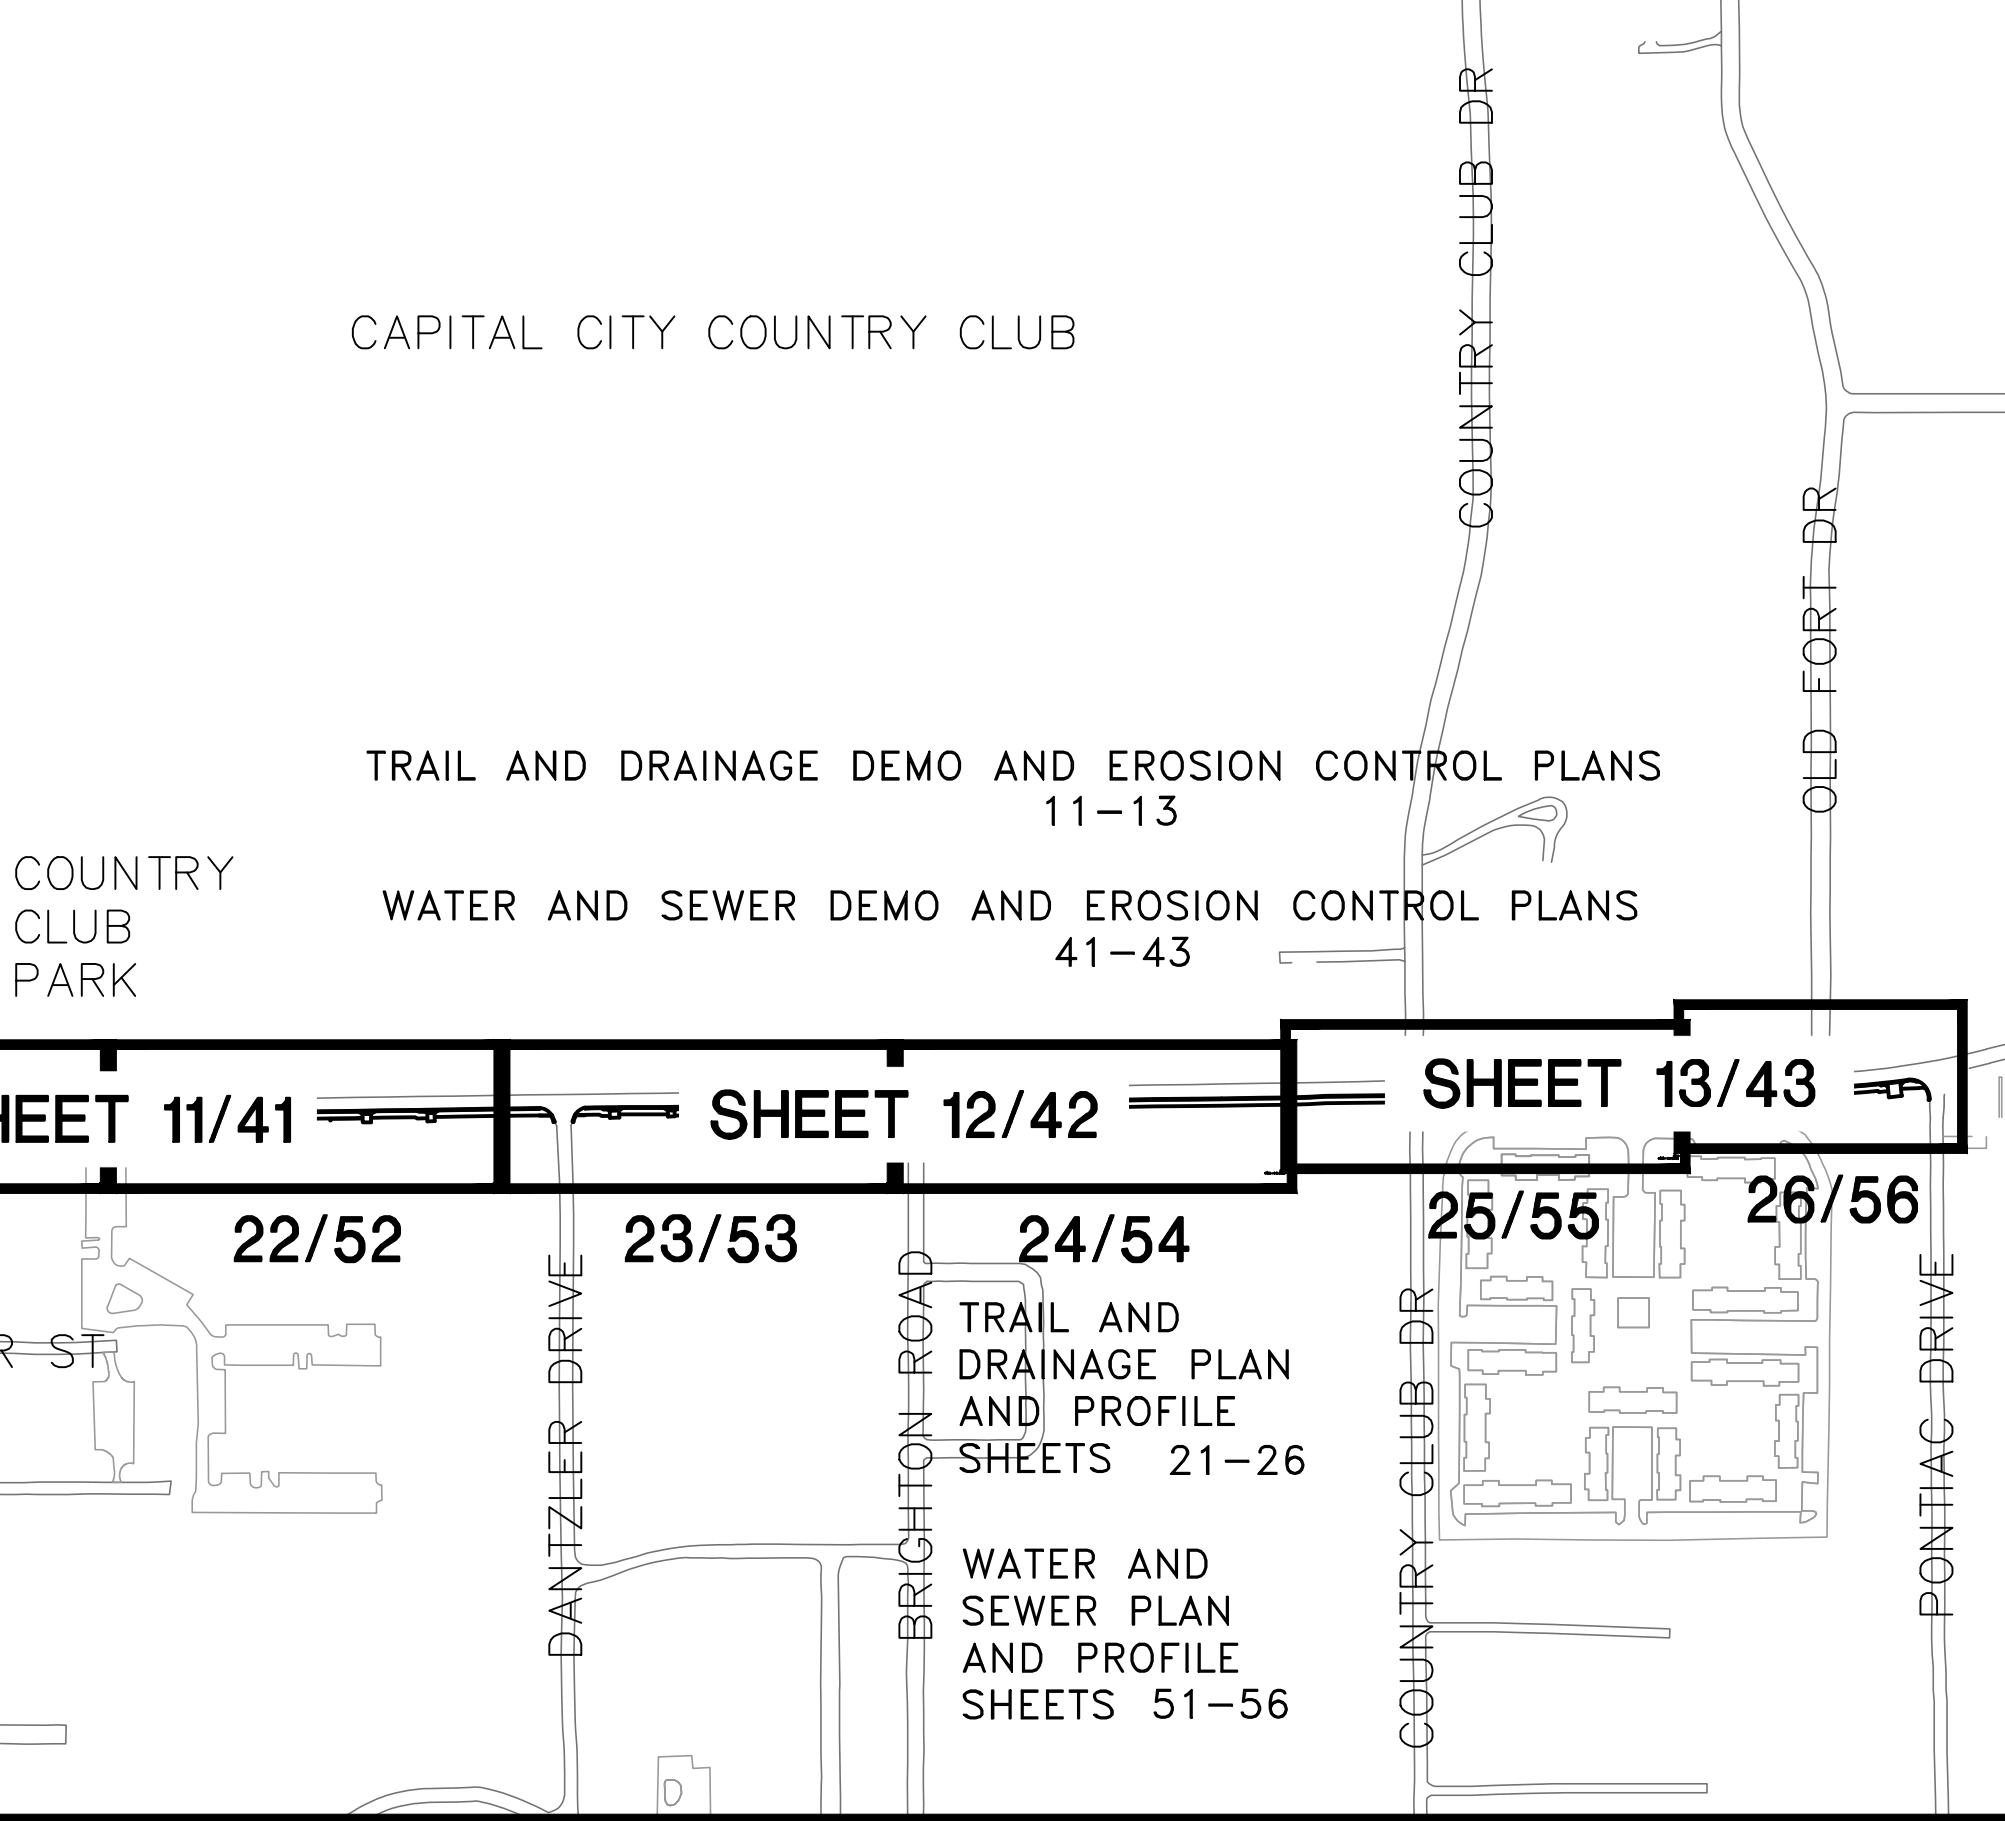 COUNTRY CLUB DR
CAPITAL CITY COUNTRY CLUB
OLD FORT DR
TRAIL AND DRAINAGE DEMO AND EROSION CONTROL PLANS
11-13
COUNTRY
CLUB
PARK
WATER AND SEWER DEMO AND EROSION CONTROL PLANS
41-43
HEET 11/41
SHEET 12/42
SHEET 13/43
22/52
23/53
24/54
25/55
26/56
R ST
DANTZLER DRIVE
BRIGHTON ROAD
TRAIL AND
DRAINAGE PLAN
AND PROFILE
SHEETS 21-26
WATER AND
SEWER PLAN
AND PROFILE
SHEETS 51-56
COUNTRY CLUB DR
PONTIAC DRIVE